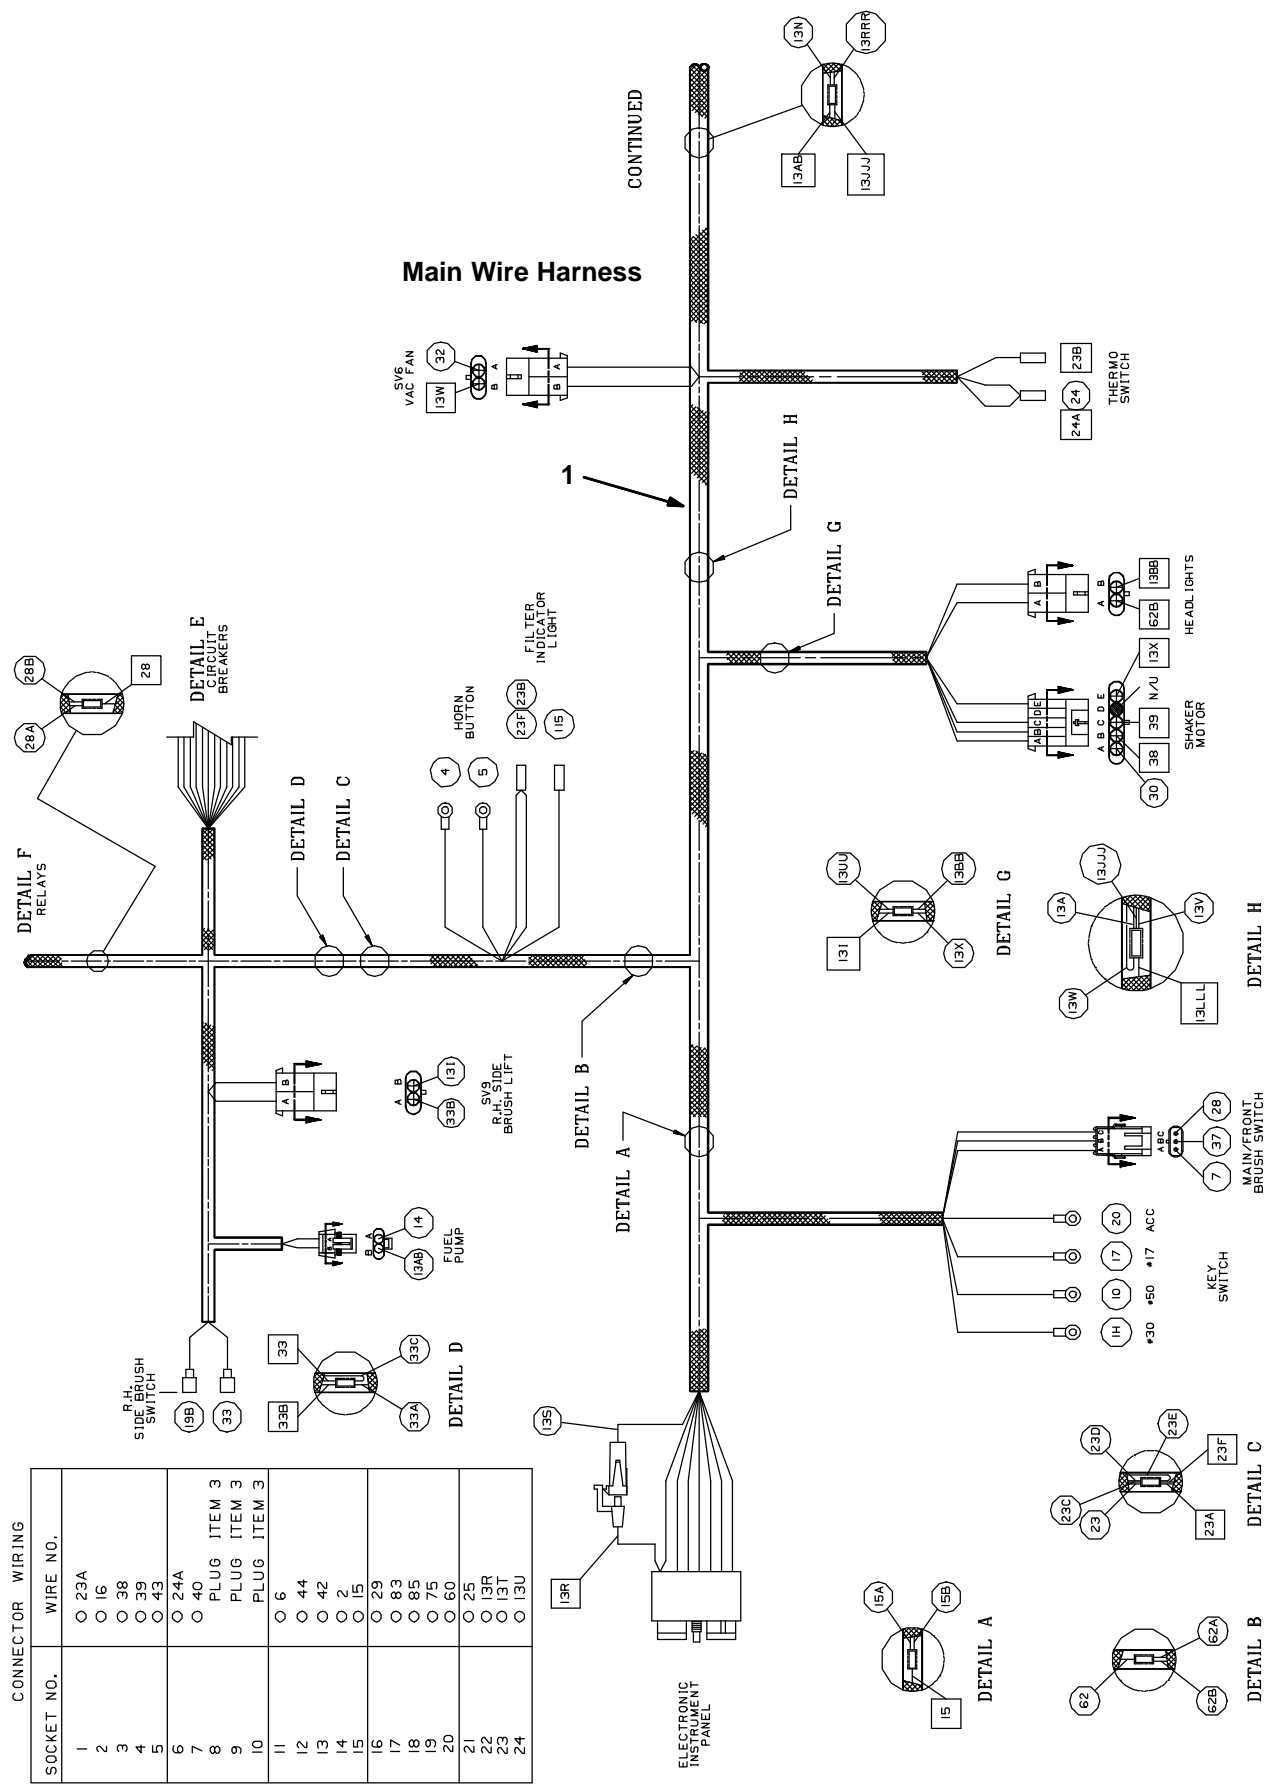 Main Wire Harness
1
CONTINUED
13N
13RRR
13AB
13JJJ
SV6
VAC FAN
32
13W
A
B
A
B
23B
24
24A
THERMO
SWITCH
DETAIL H
DETAIL G
DETAIL E
CIRCUIT
BREAKERS
28B
28A
28
DETAIL F
RELAYS
DETAIL D
DETAIL C
HORN
BUTTON
4
5
FILTER
INDICATOR
LIGHT
23F
23B
115
A
B
A
B
62B
13BB
HEADLIGHTS
A
B
C
D
E
A
B
C
D
E
30
38
39
N/U
13X
SHAKER
MOTOR
13UU
13BB
13I
13X
DETAIL G
13A
13JJJ
13V
13W
13LLL
DETAIL H
DETAIL B
DETAIL A
A
B
A
B
33B
13I
SV9
R.H. SIDE
BRUSH LIFT
B
A
13AB
14
FUEL
PUMP
R.H.
SIDE BRUSH
SWITCH
19B
33
33
33B
33C
33A
DETAIL D
A
B
C
A
B
C
7
37
28
MAIN/FRONT
BRUSH SWITCH
20
ACC
17
#17
10
#50
1H
#30
KEY
SWITCH
13S
13R
ELECTRONIC
INSTRUMENT
PANEL
15A
15B
15
DETAIL A
62
62A
62B
DETAIL B
23D
23E
23C
23
23A
23F
DETAIL C
CONNECTOR WIRING
SOCKET NO. WIRE NO.
1 ○ 23A
2 ○ 16
3 ○ 38
4 ○ 39
5 ○ 43
6 ○ 24A
7 ○ 40
8 PLUG ITEM 3
9 PLUG ITEM 3
10 PLUG ITEM 3
11 ○ 6
12 ○ 44
13 ○ 42
14 ○ 2
15 ○ 15
16 ○ 29
17 ○ 83
18 ○ 85
19 ○ 75
20 ○ 60
21 ○ 25
22 ○ 13R
23 ○ 13T
24 ○ 13U